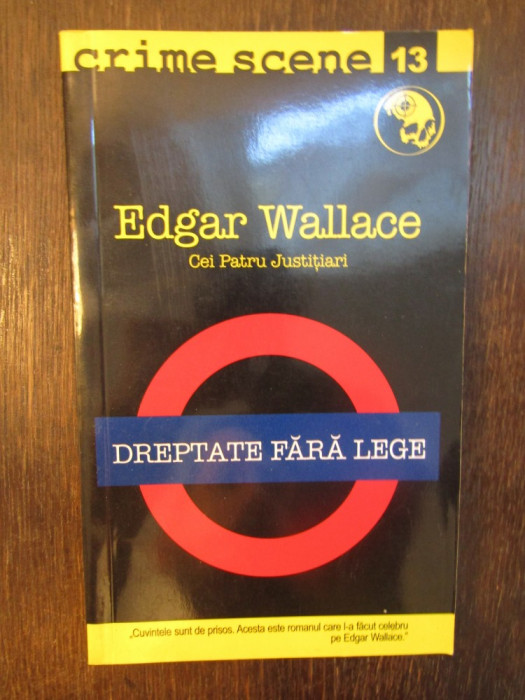 crime scene 13
Edgar Wallace
Cei Patru Justițiari
DREPTATE FĂRĂ LEGE
„Cuvintele sunt de prisos. Acesta este romanul care l-a făcut celebru
pe Edgar Wallace.”